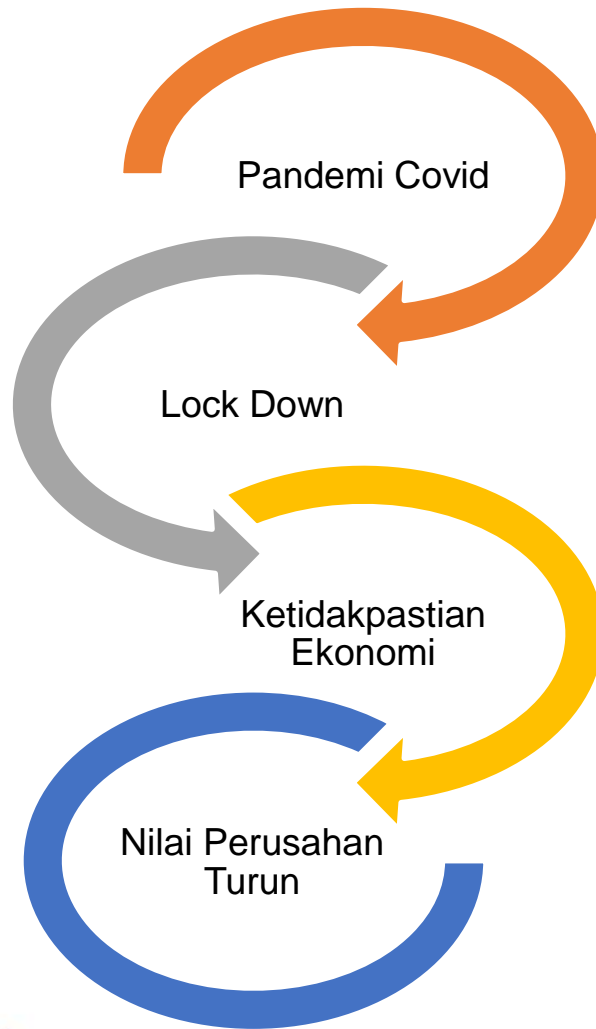 Pandemi Covid
Lock Down
Ketidakpastian
Ekonomi
Nilai Perusahan
Turun